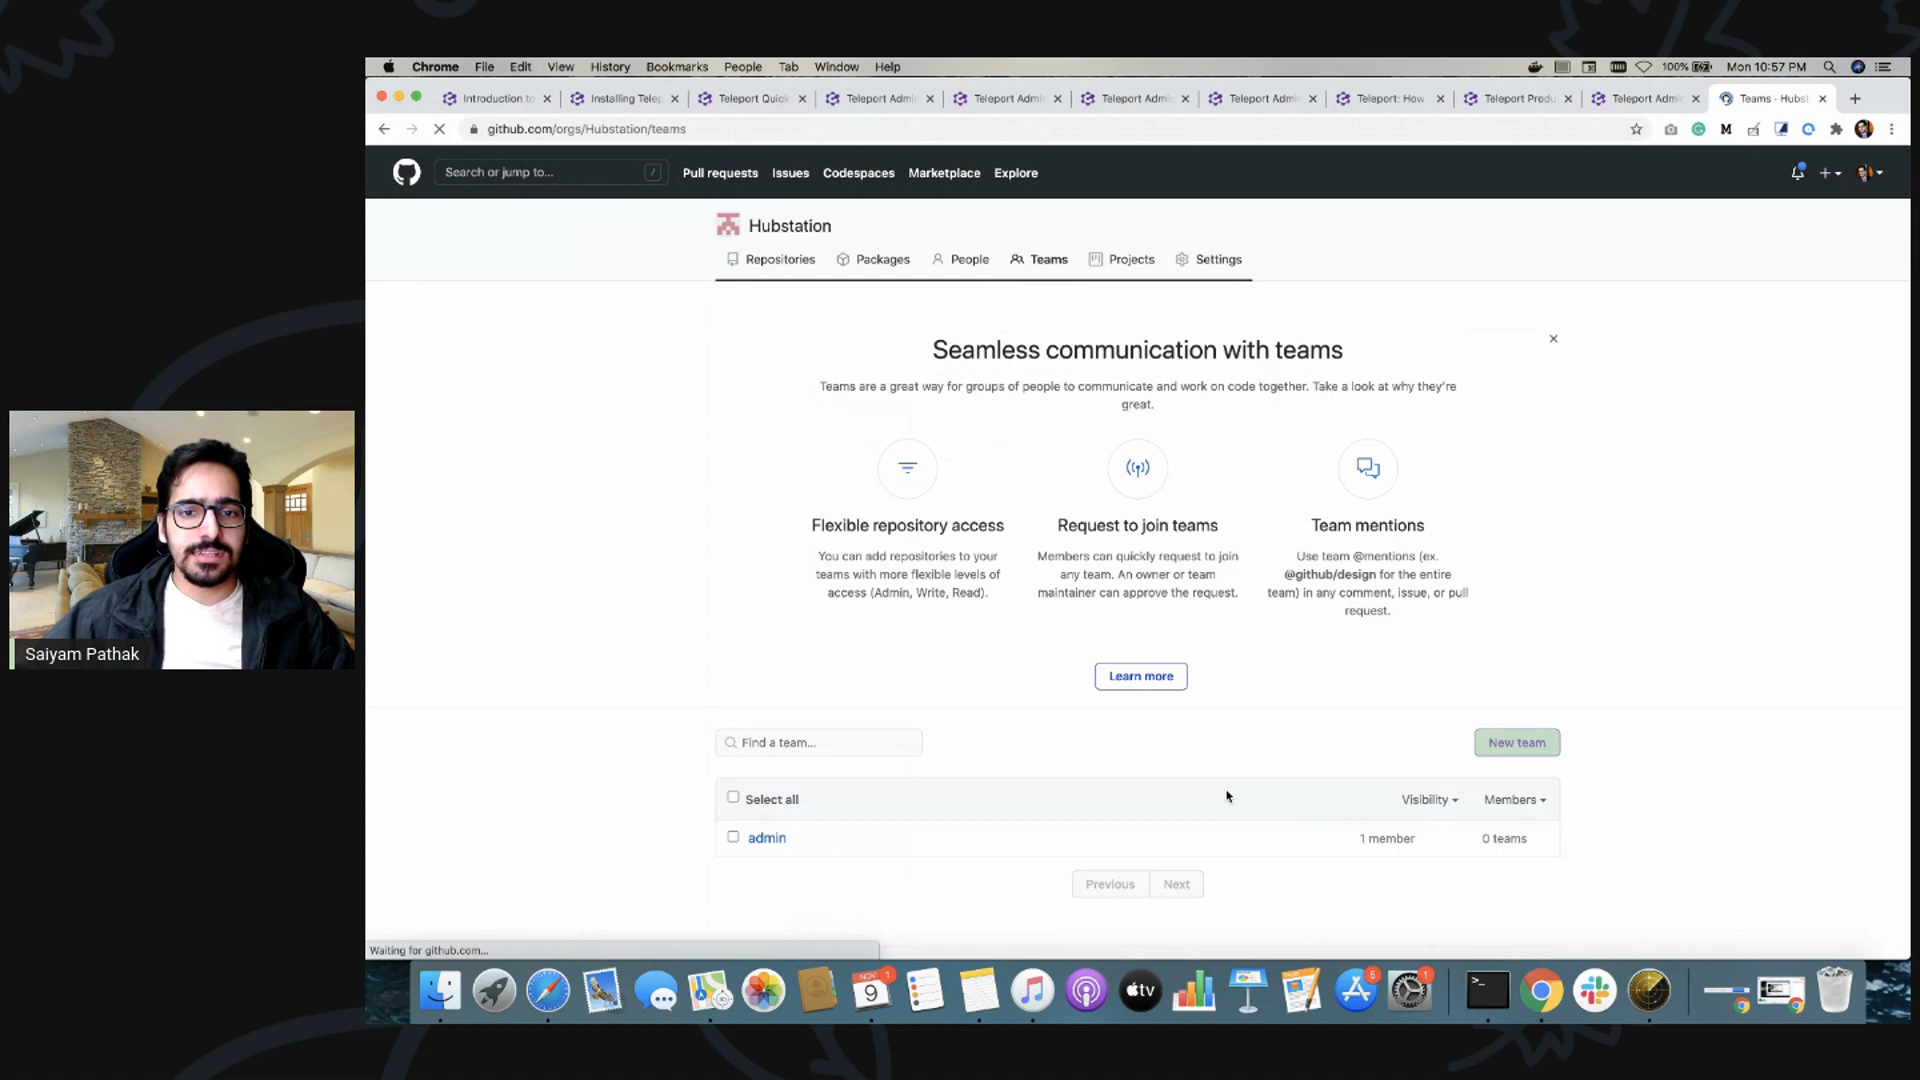 Chrome File Edit View History Bookmarks People Tab Window Help 100% Mon 10:57 PM
Introduction to Installing Telep Teleport Quick Teleport Admi Teleport Admi Teleport Admi Teleport Admi Teleport: How Teleport Produ Teleport Admi Teams · Hubst
github.com/orgs/Hubstation/teams
Search or jump to... / Pull requests Issues Codespaces Marketplace Explore
Hubstation
Repositories Packages People Teams Projects Settings
Seamless communication with teams
Teams are a great way for groups of people to communicate and work on code together. Take a look at why they're
great.
Flexible repository access
You can add repositories to your
teams with more flexible levels of
access (Admin, Write, Read).
Request to join teams
Members can quickly request to join
any team. An owner or team
maintainer can approve the request.
Team mentions
Use team @mentions (ex.
@github/design for the entire
team) in any comment, issue, or pull
request.
Learn more
Saiyam Pathak
Find a team...
New team
Select all Visibility Members
admin 1 member 0 teams
Previous Next
Waiting for github.com...
NOV 1
9
tv
5
1